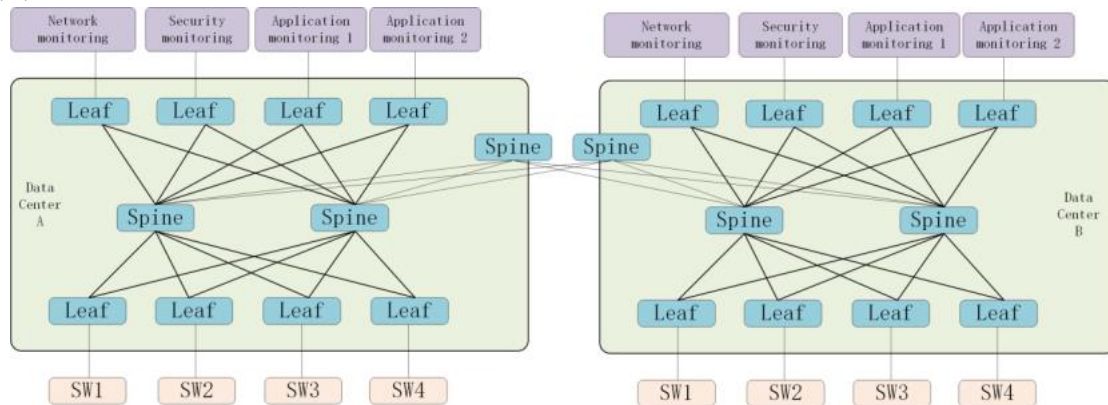 Network
monitoring
Security
monitoring
Application
monitoring 1
Application
monitoring 2
Network
monitoring
Security
monitoring
Application
monitoring 1
Application
monitoring 2
Leaf
Leaf
Leaf
Leaf
Leaf
Leaf
Leaf
Leaf
Spine
Spine
Data
Center
A
Spine
Spine
Spine
Spine
Data
Center
B
Leaf
Leaf
Leaf
Leaf
Leaf
Leaf
Leaf
Leaf
SW1
SW2
SW3
SW4
SW1
SW2
SW3
SW4